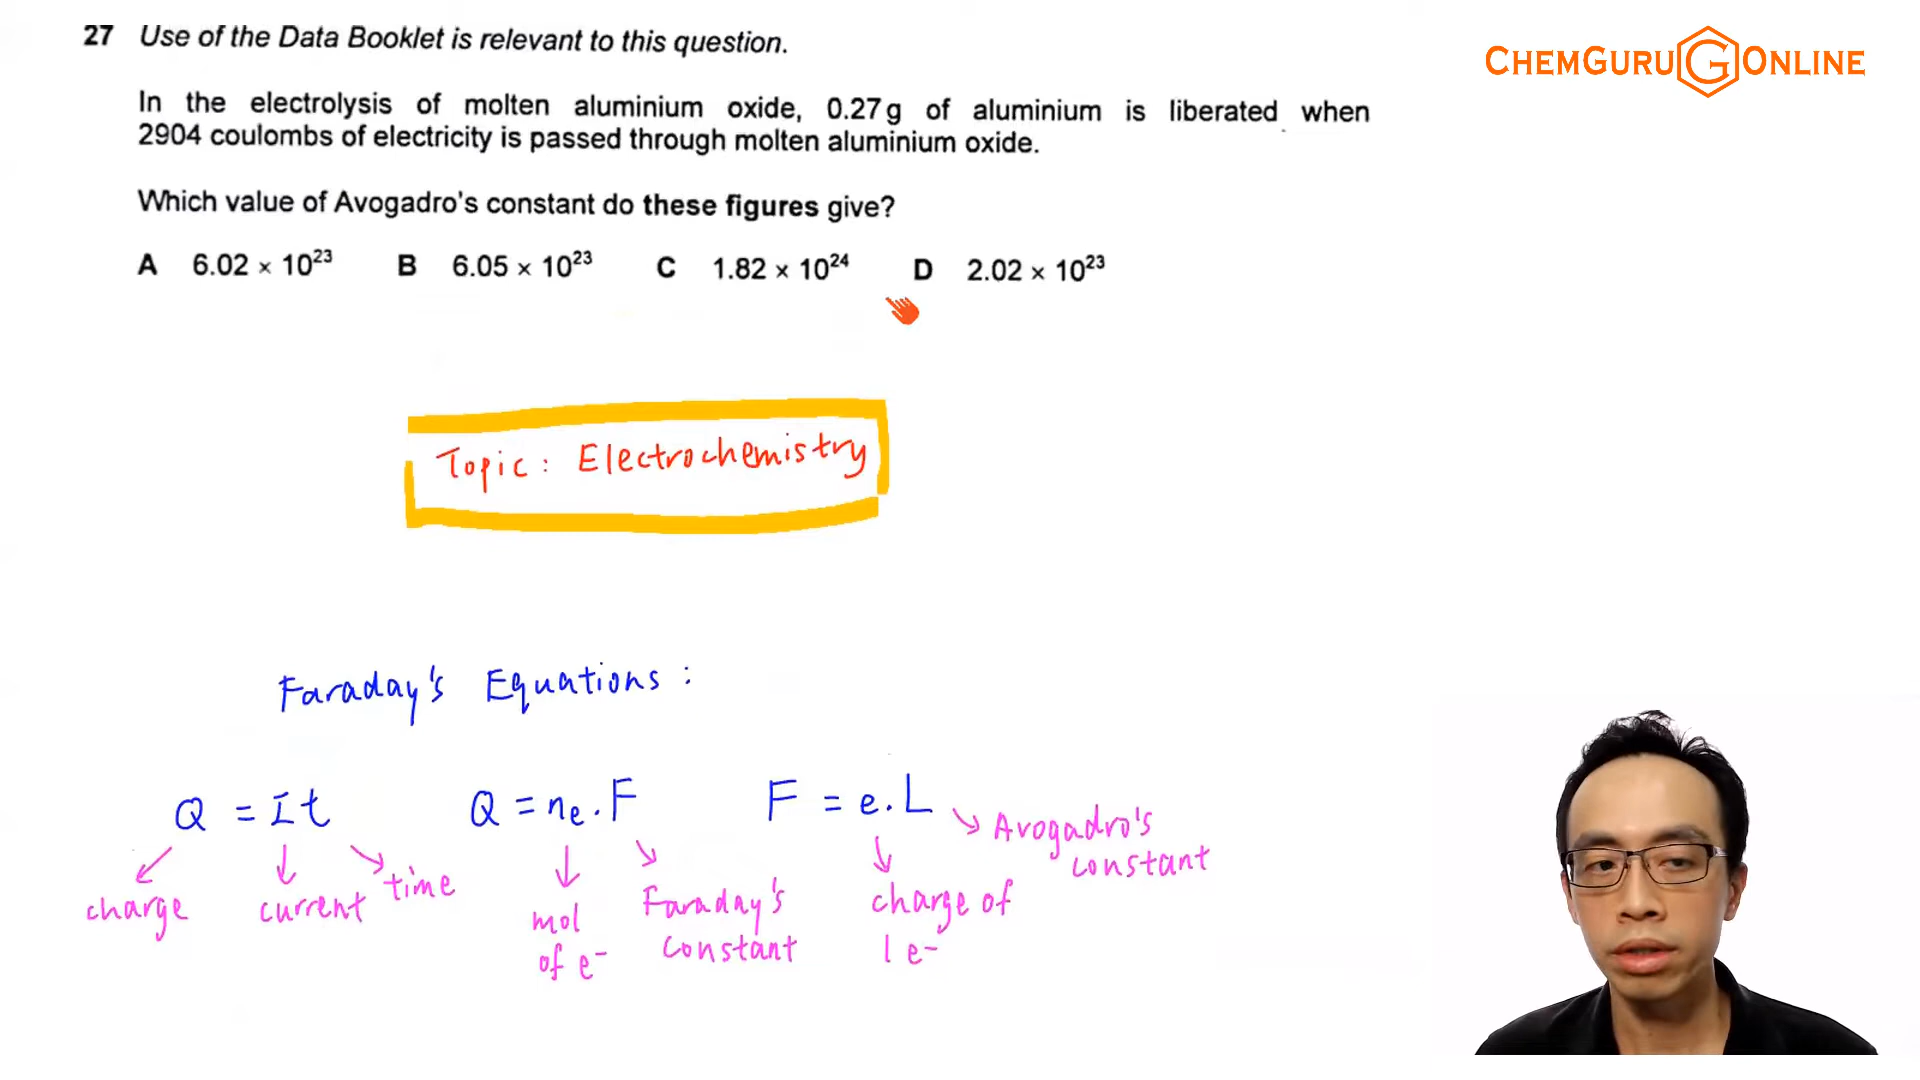 27 Use of the Data Booklet is relevant to this question.
CHEMGURU G ONLINE
In the electrolysis of molten aluminium oxide, 0.27 g of aluminium is liberated when
2904 coulombs of electricity is passed through molten aluminium oxide.
Which value of Avogadro's constant do these figures give?
A 6.02 × 10²³ B 6.05 × 10²³ C 1.82 × 10²⁴ D 2.02 × 10²³
Topic: Electrochemistry
Faraday's Equations:
Q = It Q = nₑ.F F = e.L
charge current time mol of e⁻ Faraday's constant charge of 1 e⁻ Avogadro's constant